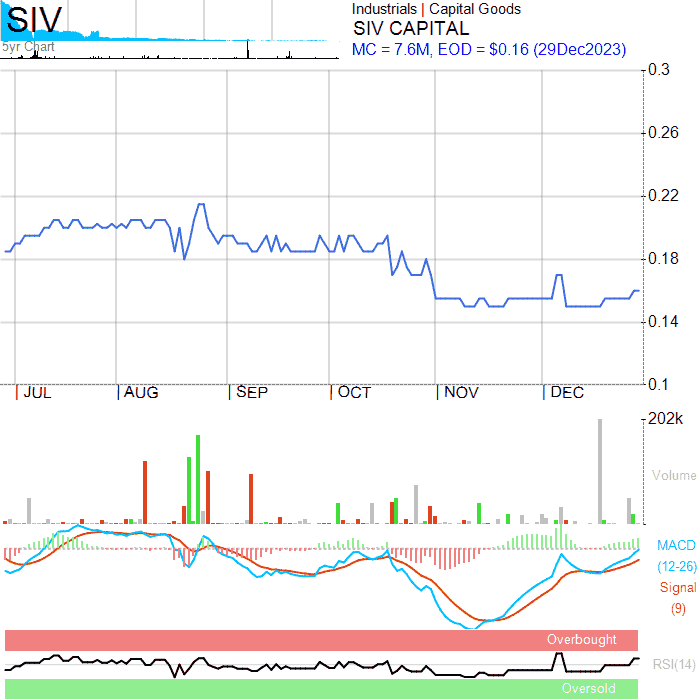 SIV
5yr Chart
Industrials | Capital Goods
SIV CAPITAL
MC = 7.6M, EOD = $0.16 (29Dec2023)
0.3
0.26
0.22
0.18
0.14
0.1
JUL AUG SEP OCT NOV DEC
202k
Volume
MACD
(12-26)
Signal
(9)
Overbought
RSI(14)
Oversold